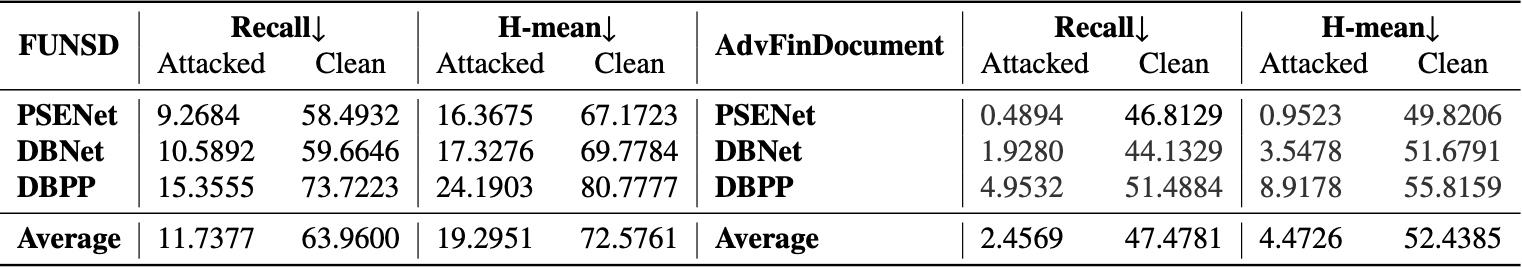 FUNSD Recall↓ H-mean↓ AdvFinDocument Recall↓ H-mean↓
Attacked Clean Attacked Clean Attacked Clean Attacked Clean
PSENet 9.2684 58.4932 16.3675 67.1723 PSENet 0.4894 46.8129 0.9523 49.8206
DBNet 10.5892 59.6646 17.3276 69.7784 DBNet 1.9280 44.1329 3.5478 51.6791
DBPP 15.3555 73.7223 24.1903 80.7777 DBPP 4.9532 51.4884 8.9178 55.8159
Average 11.7377 63.9600 19.2951 72.5761 Average 2.4569 47.4781 4.4726 52.4385